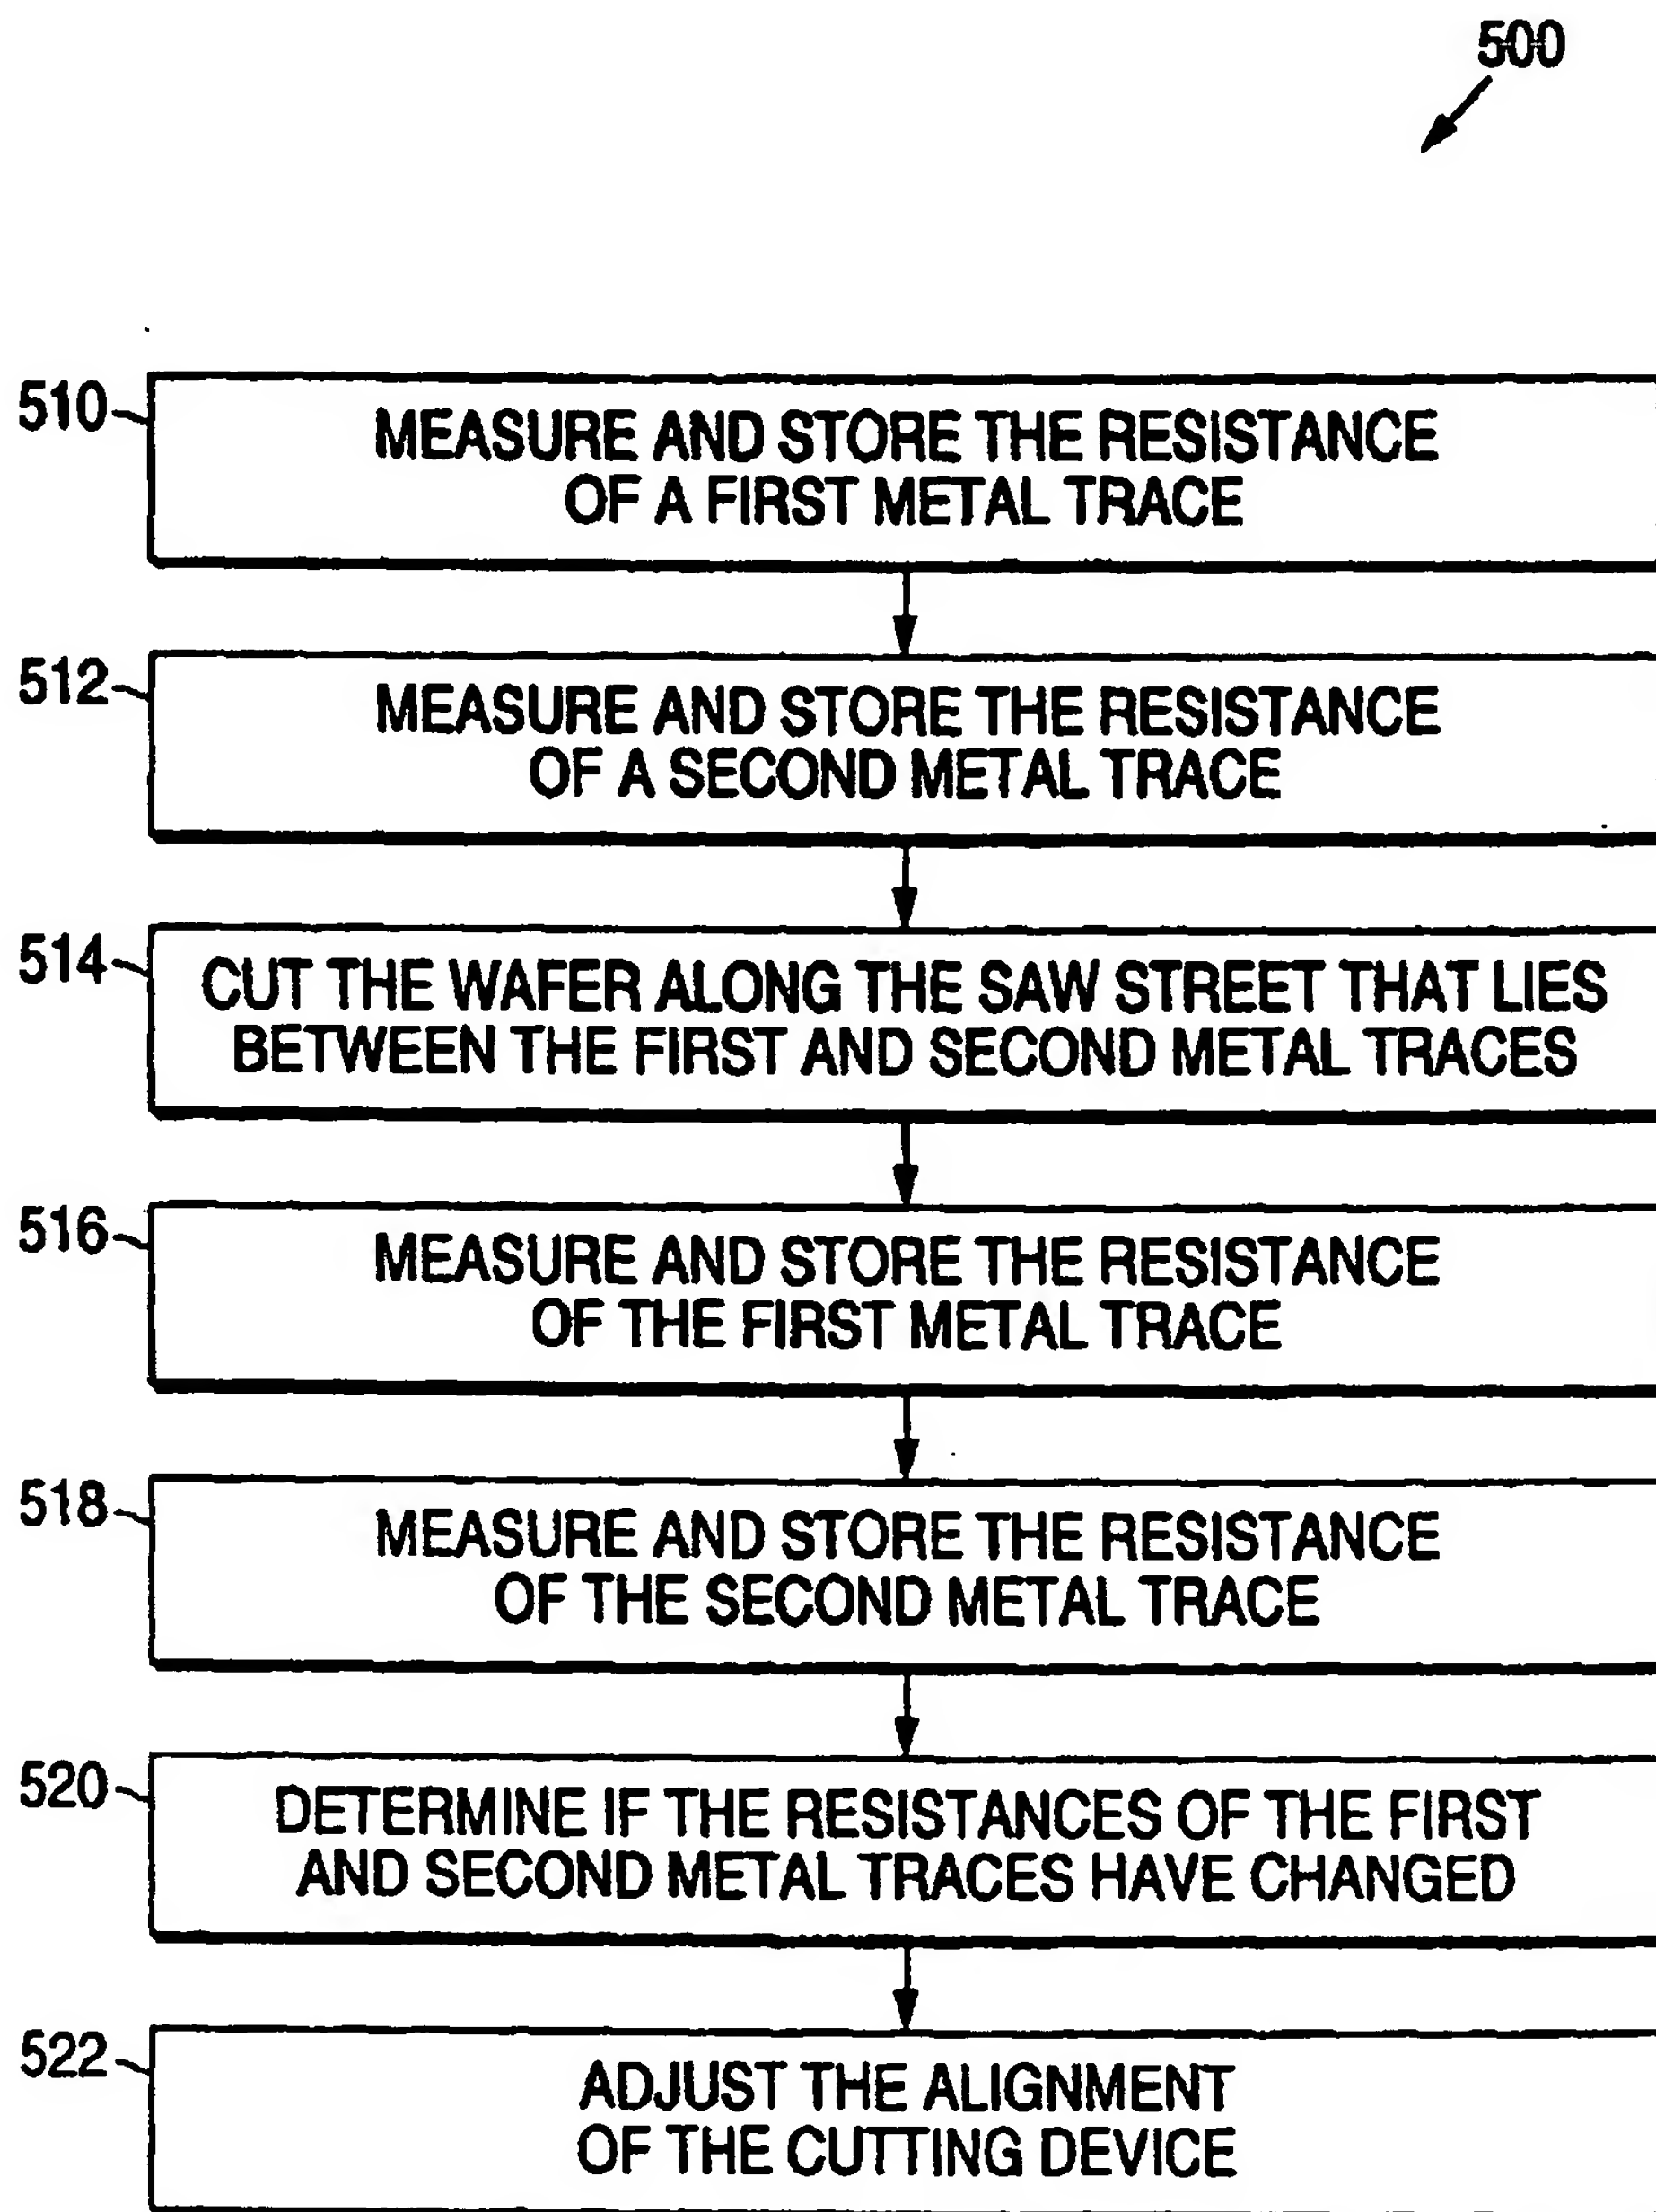 500
510
MEASURE AND STORE THE RESISTANCE
OF A FIRST METAL TRACE
512
MEASURE AND STORE THE RESISTANCE
OF A SECOND METAL TRACE
514
CUT THE WAFER ALONG THE SAW STREET THAT LIES
BETWEEN THE FIRST AND SECOND METAL TRACES
516
MEASURE AND STORE THE RESISTANCE
OF THE FIRST METAL TRACE
518
MEASURE AND STORE THE RESISTANCE
OF THE SECOND METAL TRACE
520
DETERMINE IF THE RESISTANCES OF THE FIRST
AND SECOND METAL TRACES HAVE CHANGED
522
ADJUST THE ALIGNMENT
OF THE CUTTING DEVICE